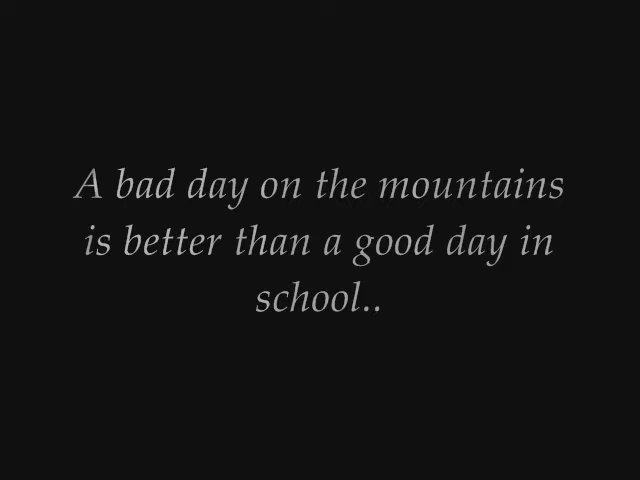 A bad day on the mountains
is better than a good day in
school..